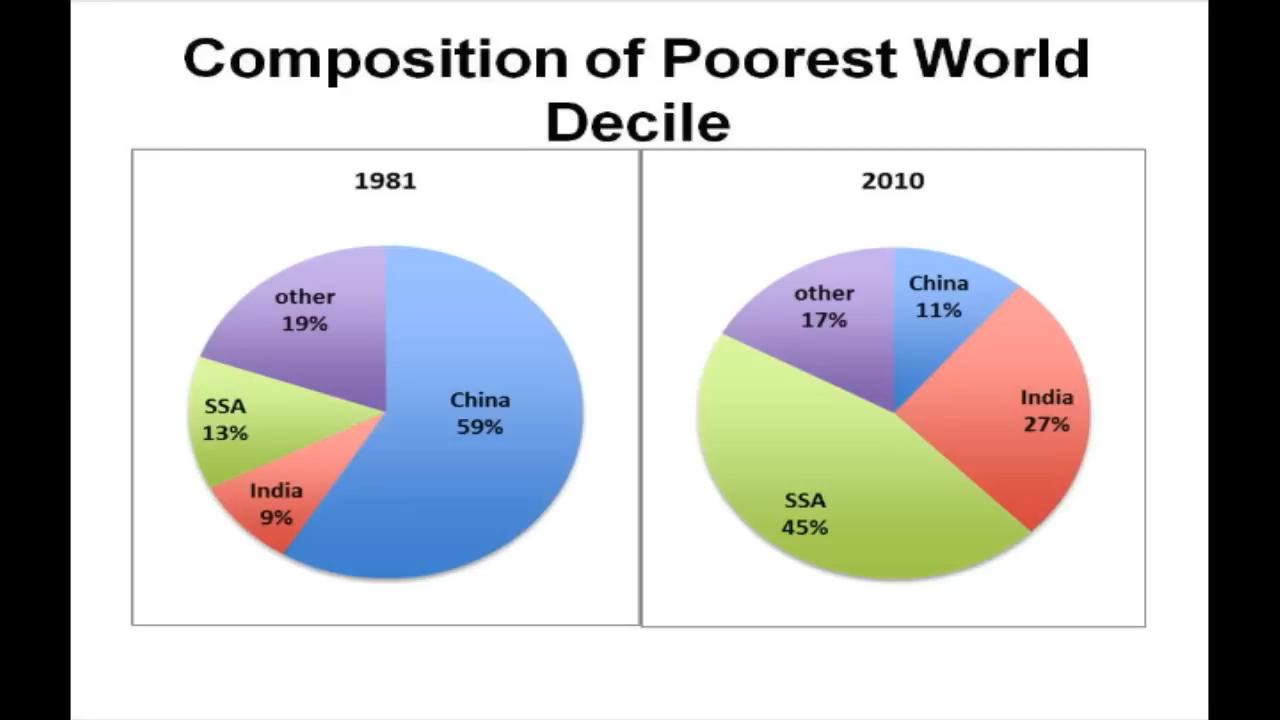 Composition of Poorest World
Decile
1981
other
19%
SSA
13%
India
9%
China
59%
2010
other
17%
China
11%
India
27%
SSA
45%